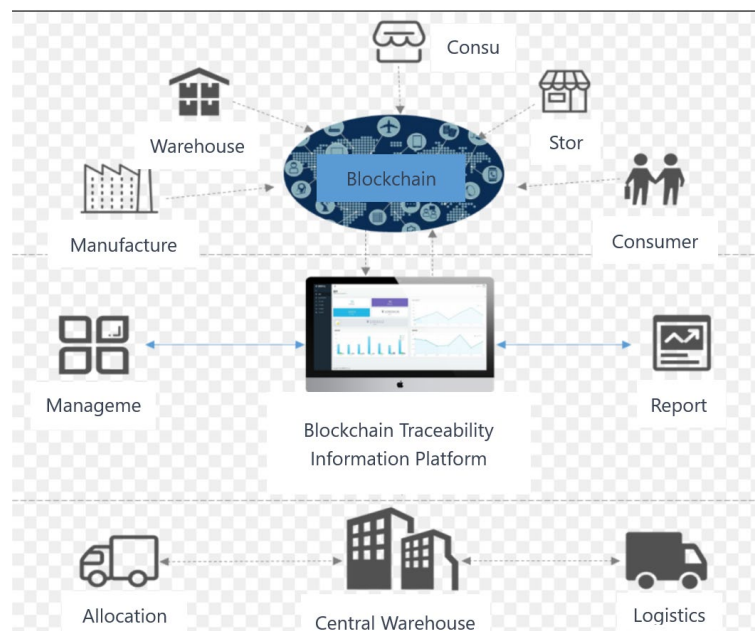 Consu
Warehouse
Stor
Blockchain
Manufacture
Consumer
Manageme
Report
Blockchain Traceability
Information Platform
Allocation
Central Warehouse
Logistics